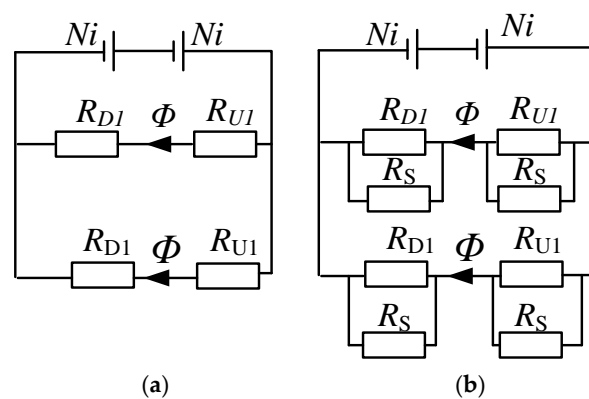 Ni Ni Ni Ni
R_D1 Φ R_U1 R_D1 Φ R_U1
R_S R_S
R_D1 Φ R_U1 R_D1 Φ R_U1
R_S R_S
(a) (b)